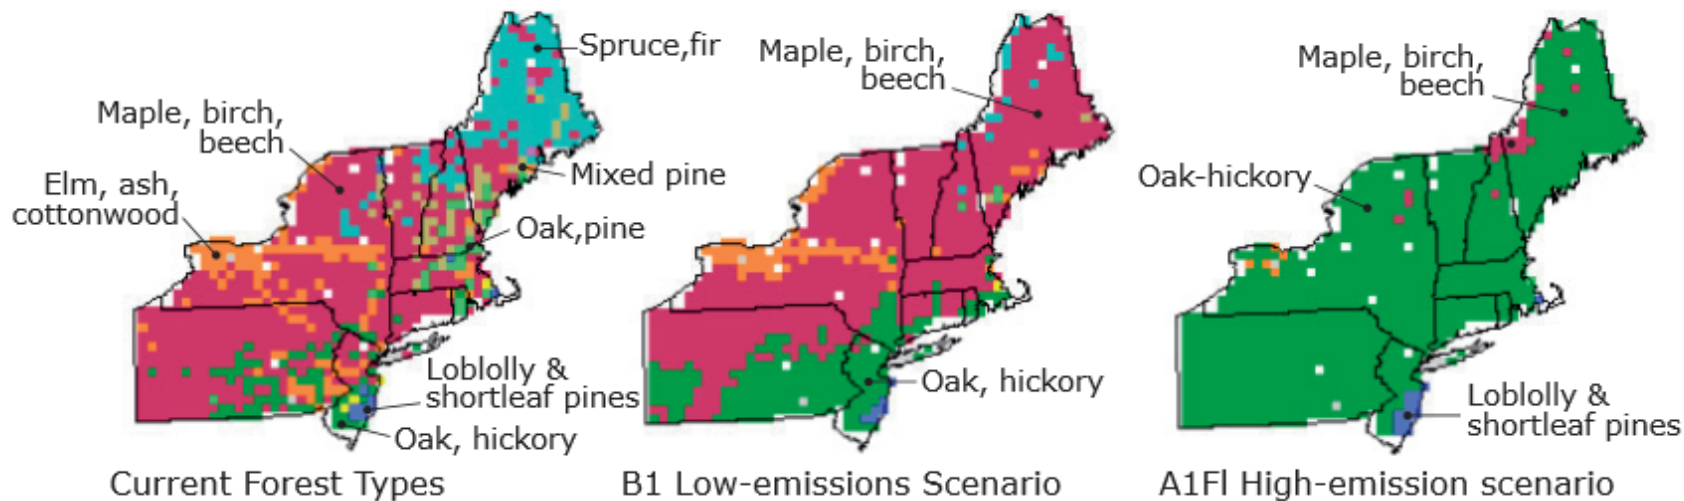 Spruce,fir
Maple, birch,
beech
Elm, ash,
cottonwood
Mixed pine
Oak,pine
Loblolly &
shortleaf pines
Oak, hickory
Current Forest Types
Maple, birch,
beech
Oak, hickory
B1 Low-emissions Scenario
Maple, birch,
beech
Oak-hickory
Loblolly &
shortleaf pines
A1Fl High-emission scenario